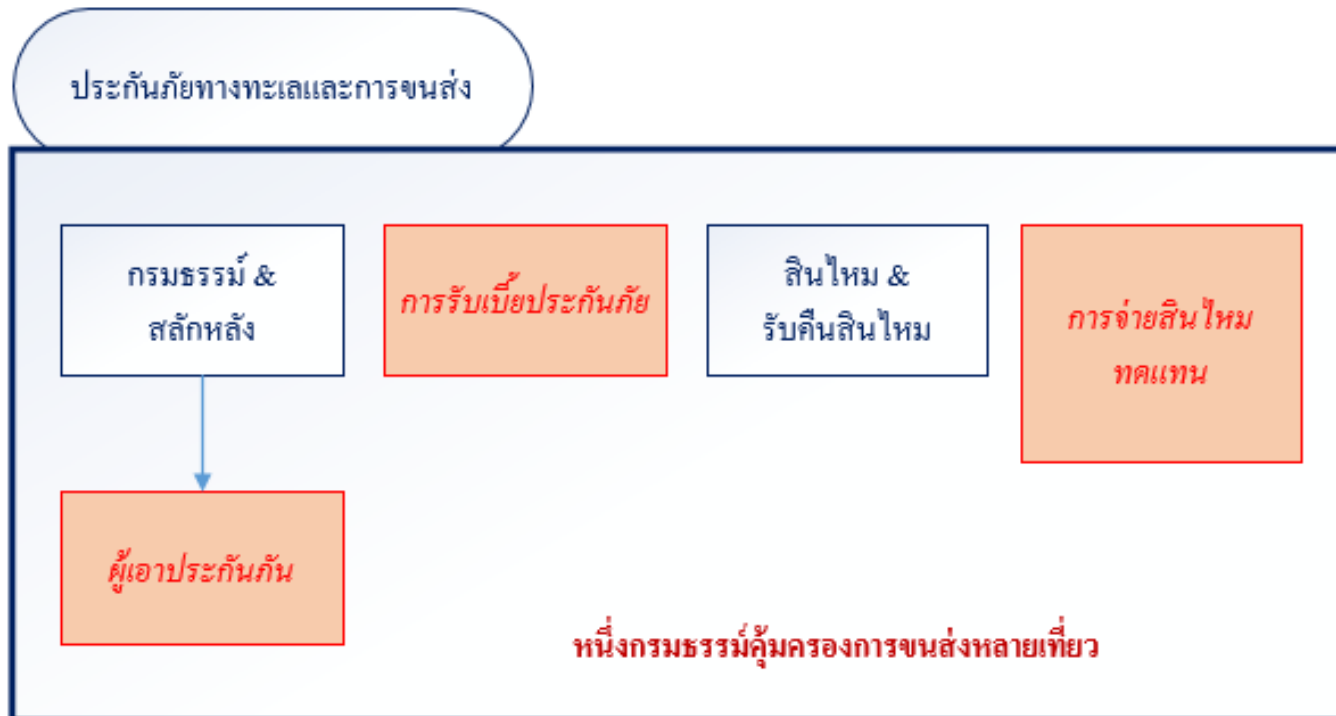 ประกันภัยทางทะเลและการขนส่ง
กรมธรรม์ &
สลักหลัง
การรับเบี้ยประกันภัย
สินไหม &
รับคืนสินไหม
การจ่ายสินไหม
ทดแทน
ผู้เอาประกันกัน
หนึ่งกรมธรรม์คุ้มครองการขนส่งหลายเที่ยว